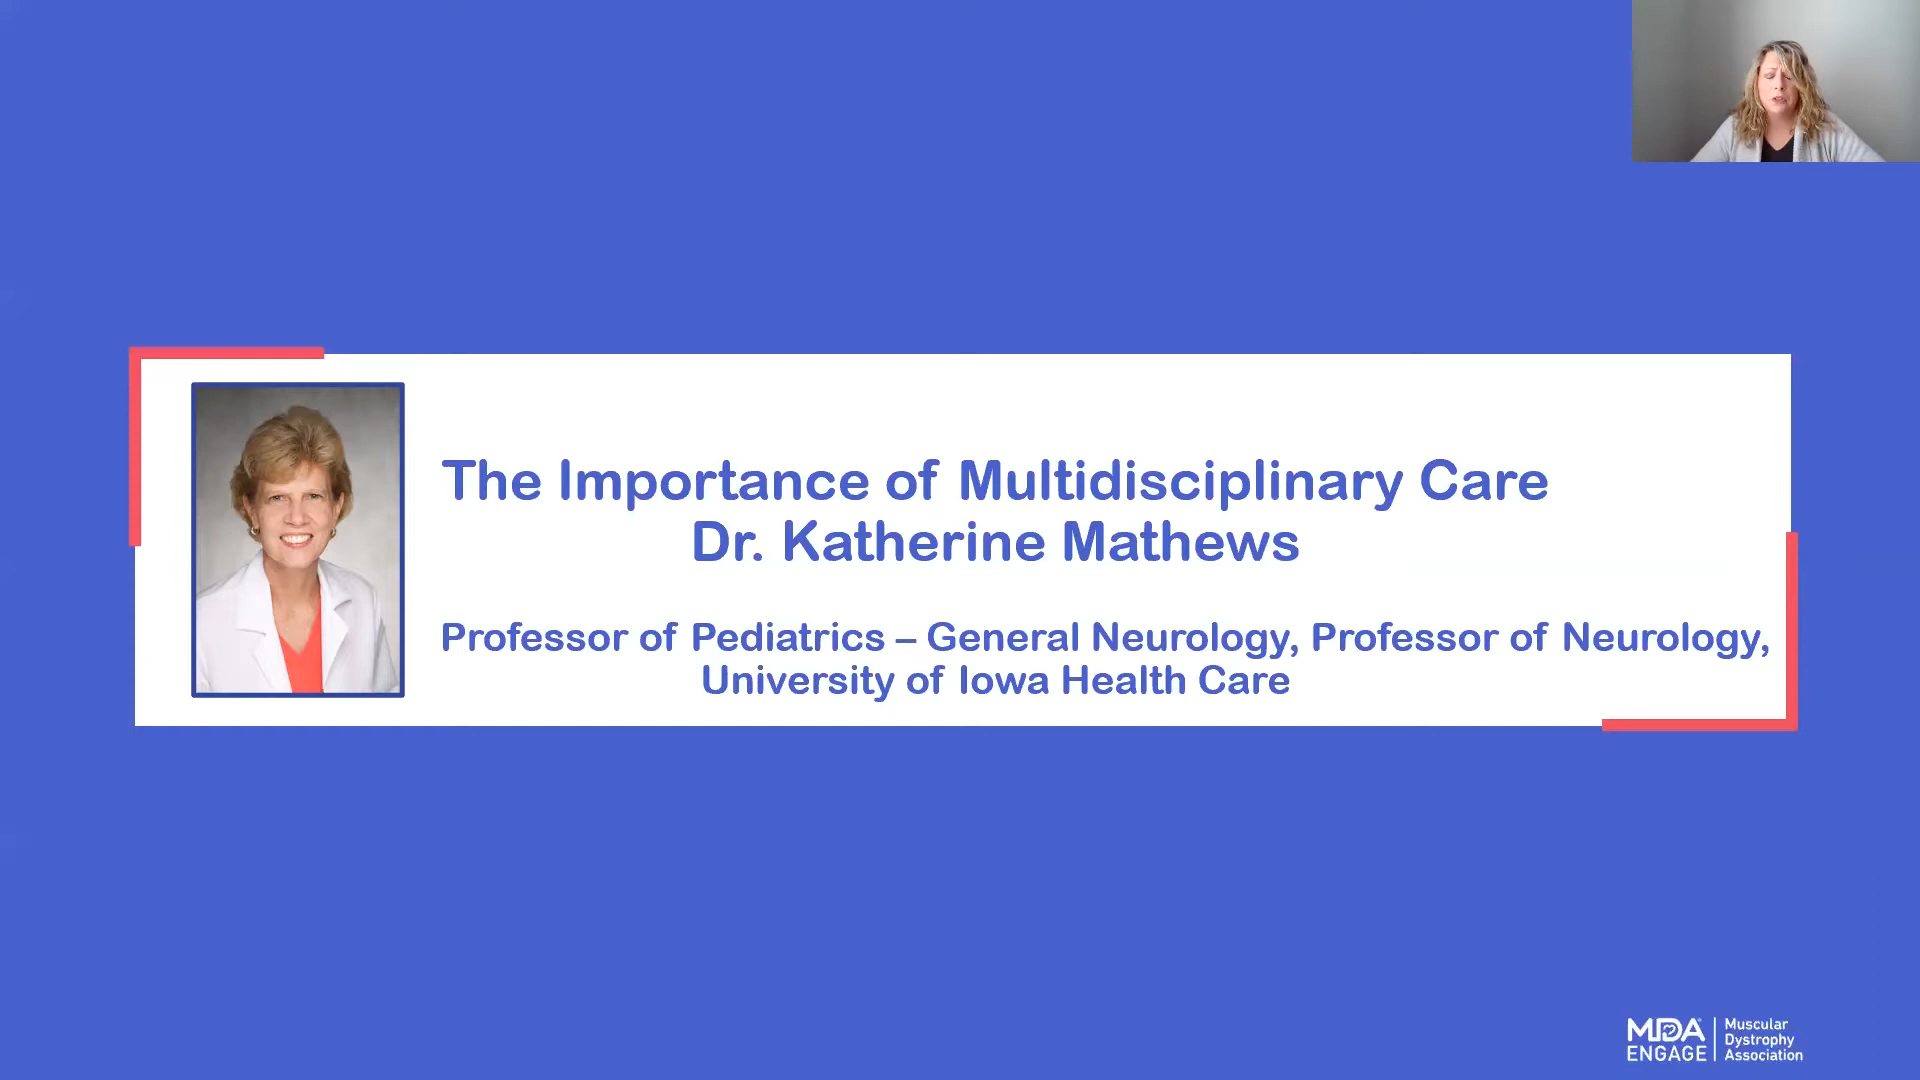 The Importance of Multidisciplinary Care
Dr. Katherine Mathews
Professor of Pediatrics – General Neurology, Professor of Neurology,
University of Iowa Health Care
MDA
ENGAGE
Muscular
Dystrophy
Association